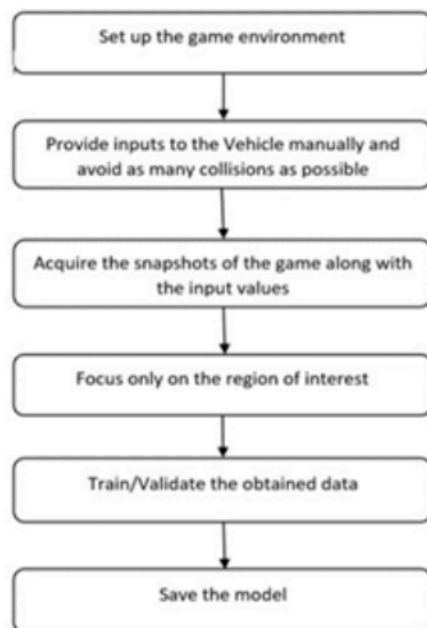 Set up the game environment
Provide inputs to the Vehicle manually and
avoid as many collisions as possible
Acquire the snapshots of the game along with
the input values
Focus only on the region of interest
Train/Validate the obtained data
Save the model